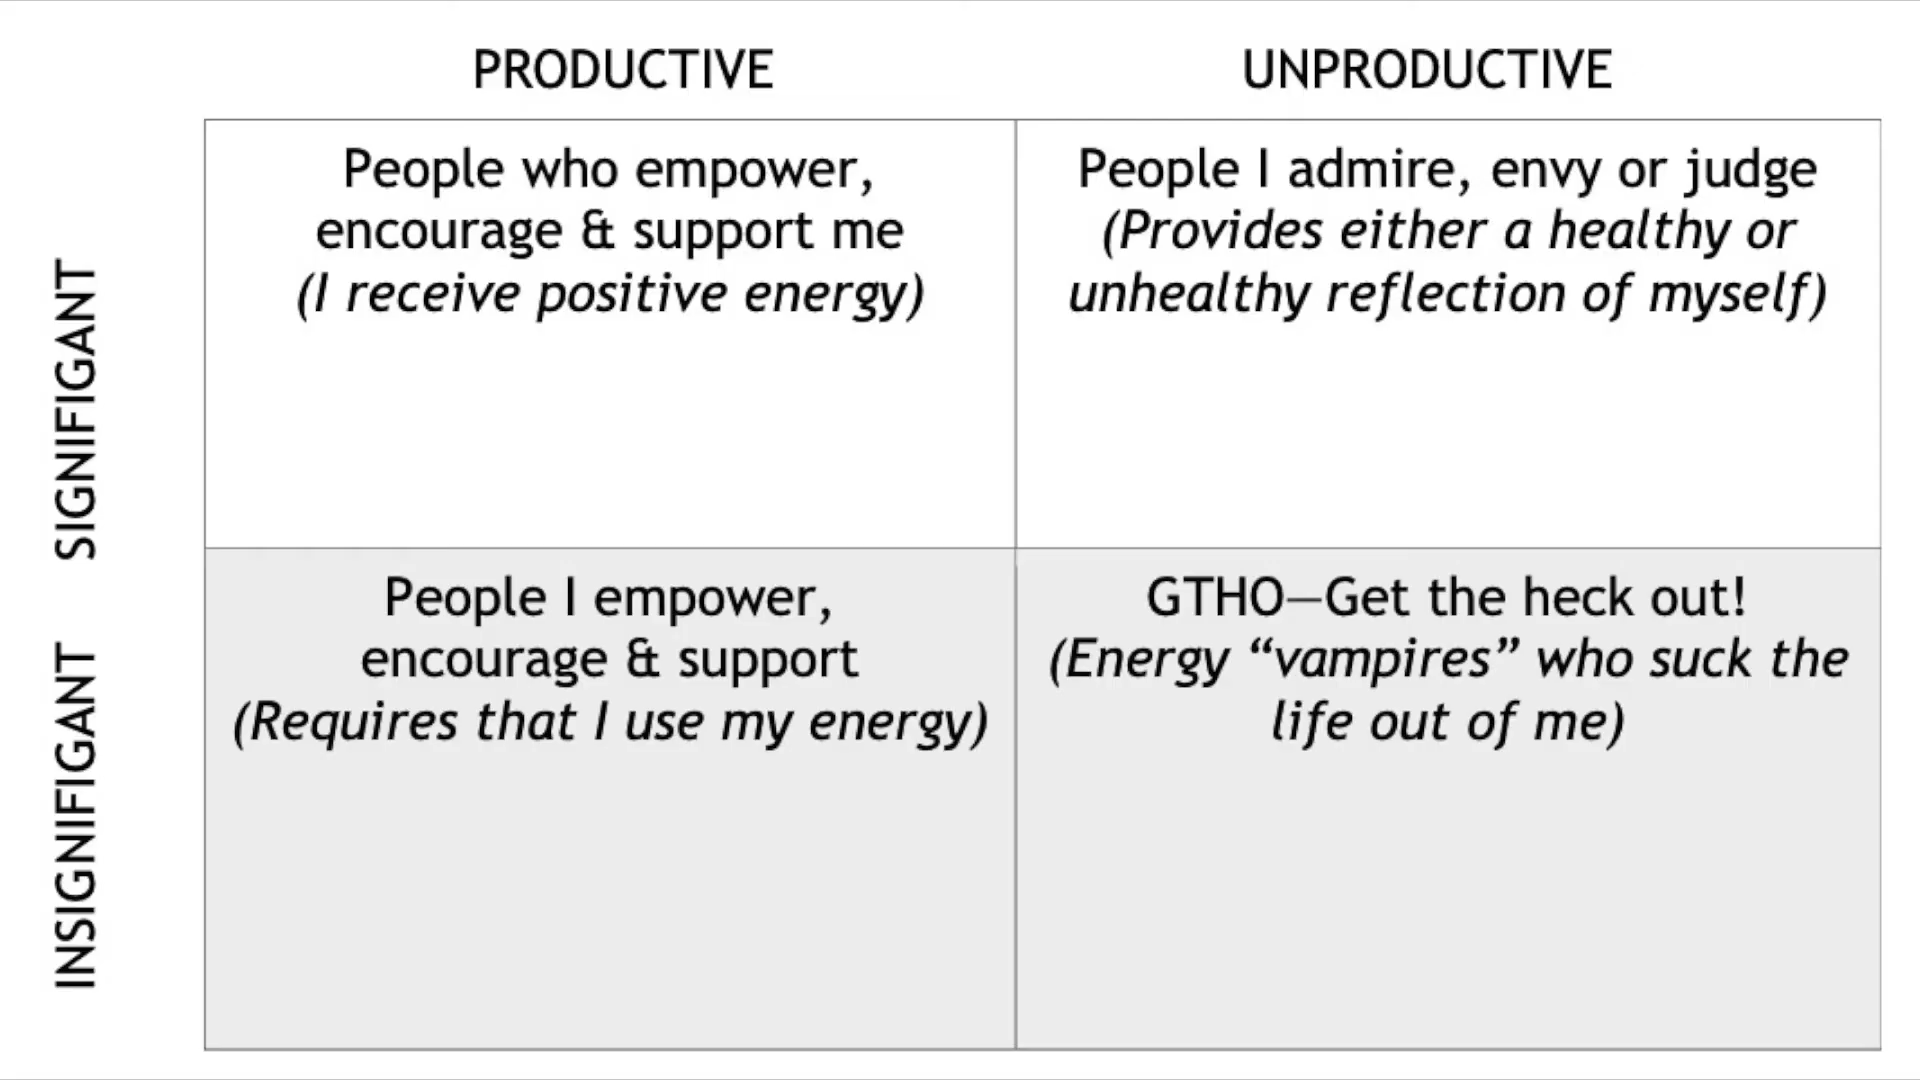 PRODUCTIVE
UNPRODUCTIVE
SIGNIFIGANT
People who empower,
encourage & support me
(I receive positive energy)
People I admire, envy or judge
(Provides either a healthy or
unhealthy reflection of myself)
INSIGNIFIGANT
People I empower,
encourage & support
(Requires that I use my energy)
GTHO—Get the heck out!
(Energy “vampires” who suck the
life out of me)